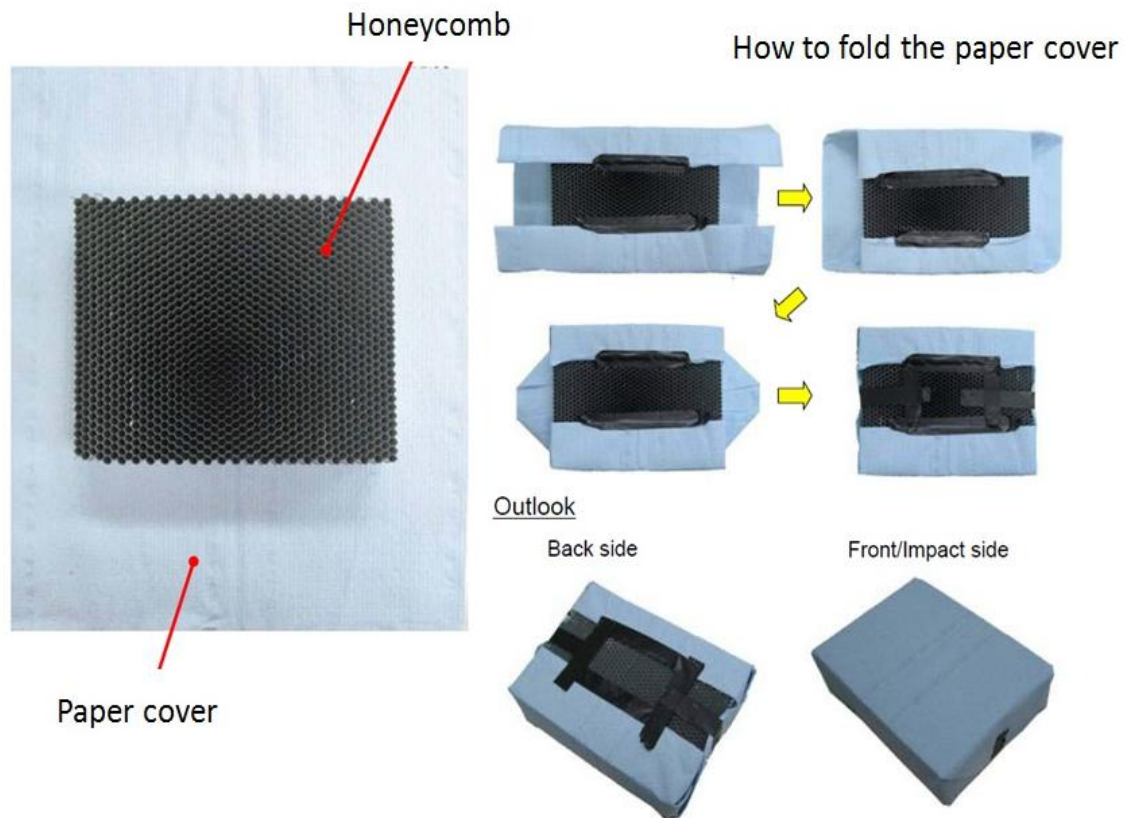 Honeycomb
How to fold the paper cover
Outlook
Back side
Front/Impact side
Paper cover